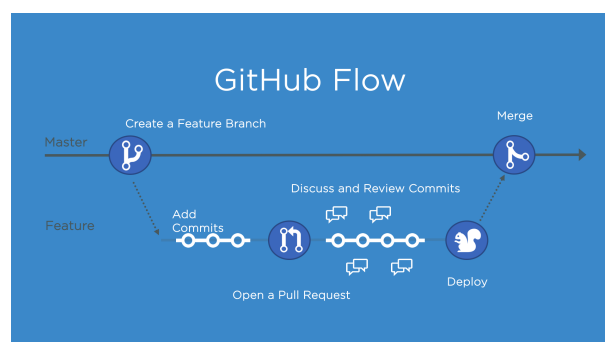 GitHub Flow
Merge
Create a Feature Branch
Master
Discuss and Review Commits
Add
Commits
Feature
Deploy
Open a Pull Request